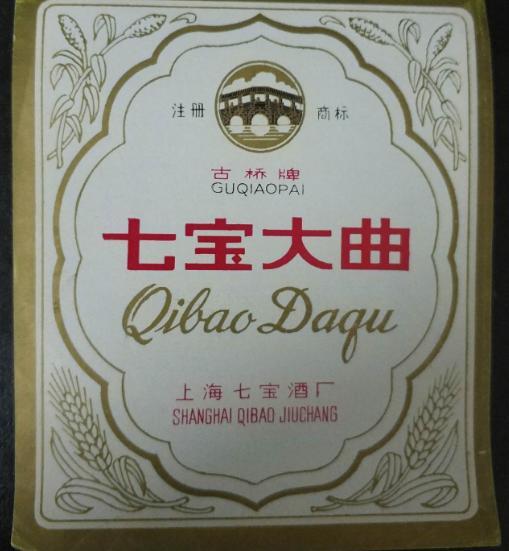 注册 商标
古桥牌
GUQIAOPAI
七宝大曲
Qibao Daqu
上海七宝酒厂
SHANGHAI QIBAO JIUCHANG